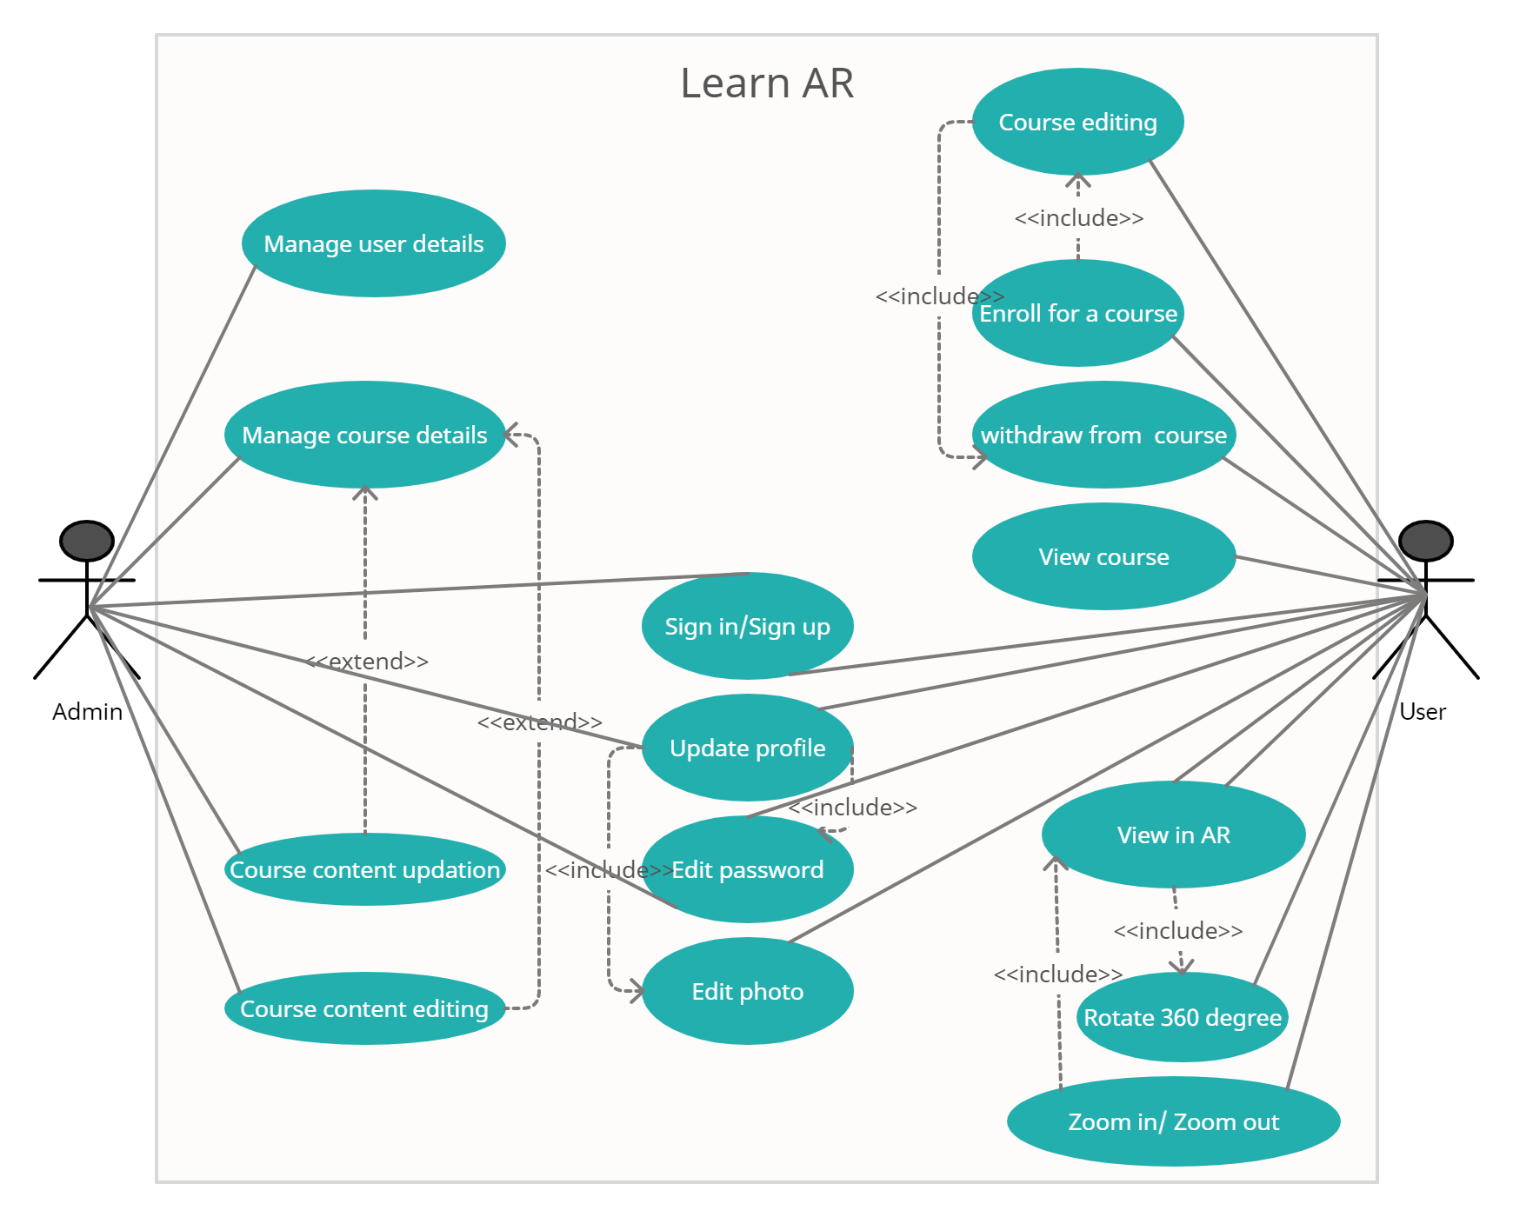 Learn AR
Course editing
<<include>>
Manage user details
<<include>>
Enroll for a course
Manage course details
withdraw from  course
View course
Sign in/Sign up
<<extend>>
Admin
User
<<extend>>
Update profile
<<include>>
View in AR
Course content updation
<<include>>
Edit password
<<include>>
<<include>>
Edit photo
Course content editing
Rotate 360 degree
Zoom in/ Zoom out